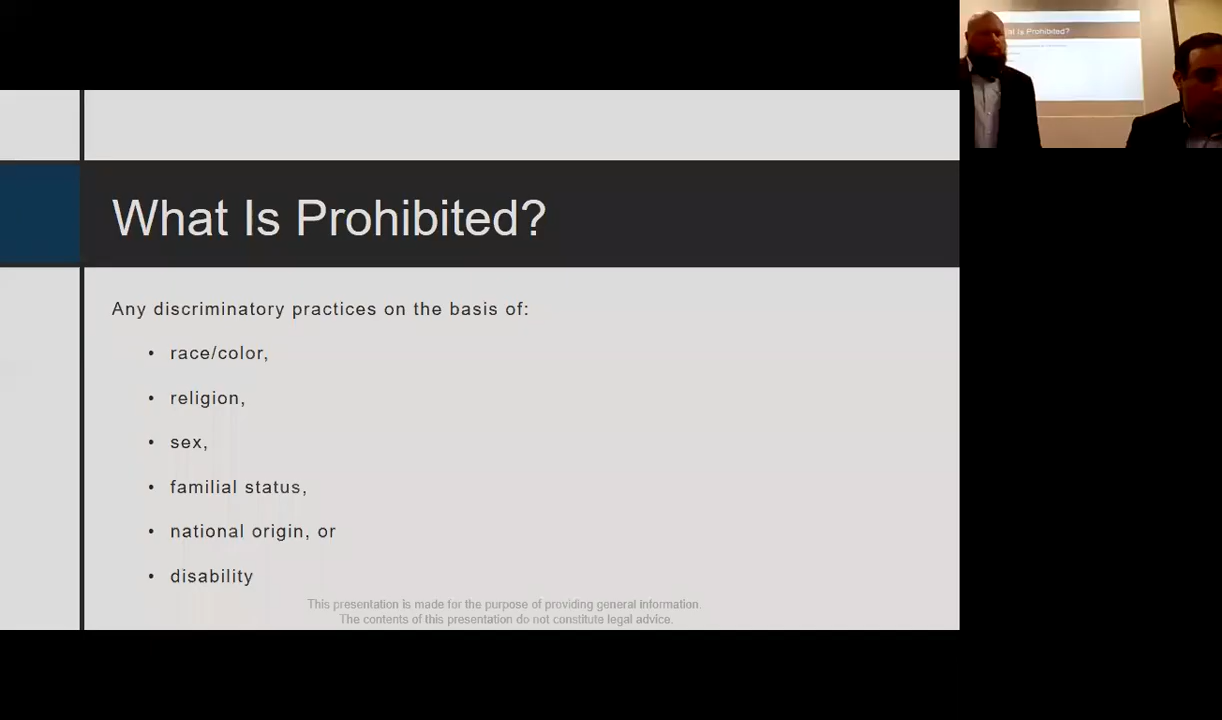 What Is Prohibited?
Any discriminatory practices on the basis of:
• race/color,
• religion,
• sex,
• familial status,
• national origin, or
• disability
This presentation is made for the purpose of providing general information.
The contents of this presentation do not constitute legal advice.
Is Prohibited?